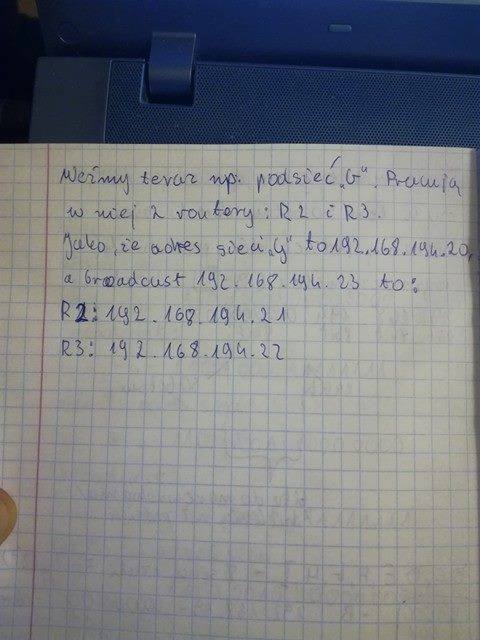 Weźmy teraz np. podsieć „G". Pracują
w niej 2 routery: R2 i R3.
Jako, że adres sieci „G" to 192.168.194.20,
a broadcast 192.168.194.23 to:
R2: 192.168.194.21
R3: 192.168.194.22